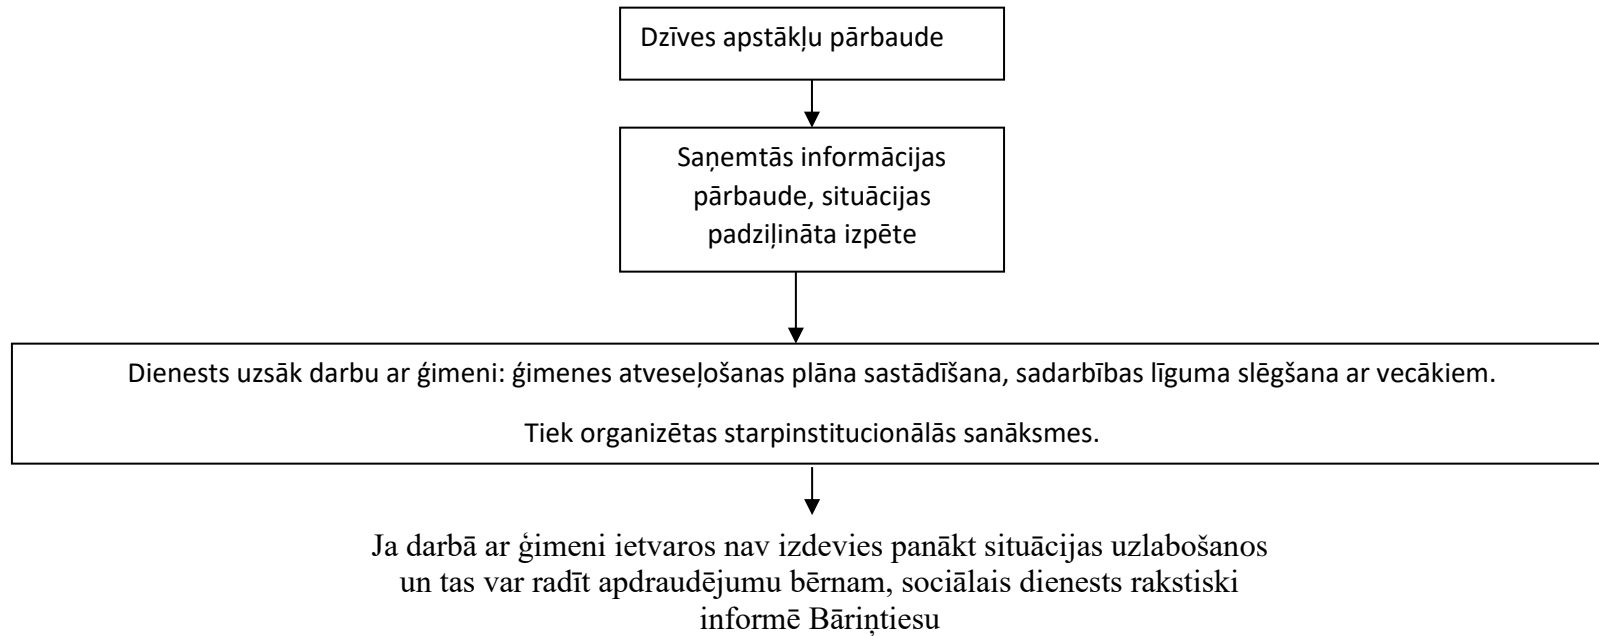 Dzīves apstākļu pārbaude
Saņemtās informācijas
pārbaude, situācijas
padziļināta izpēte
Dienests uzsāk darbu ar ģimeni: ģimenes atveseļošanas plāna sastādīšana, sadarbības līguma slēgšana ar vecākiem.
Tiek organizētas starpinstitucionālās sanāksmes.
Ja darbā ar ģimeni ietvaros nav izdevies panākt situācijas uzlabošanos
un tas var radīt apdraudējumu bērnam, sociālais dienests rakstiski
informē Bāriņtiesu